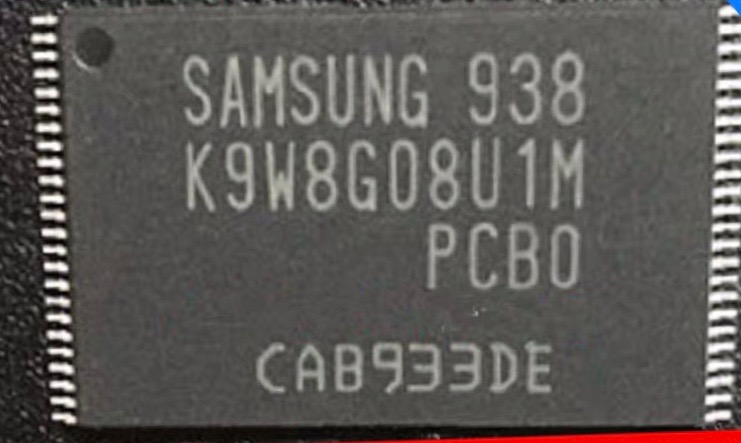 SAMSUNG 938
K9W8G08U1M
PCB0
CAB933DE